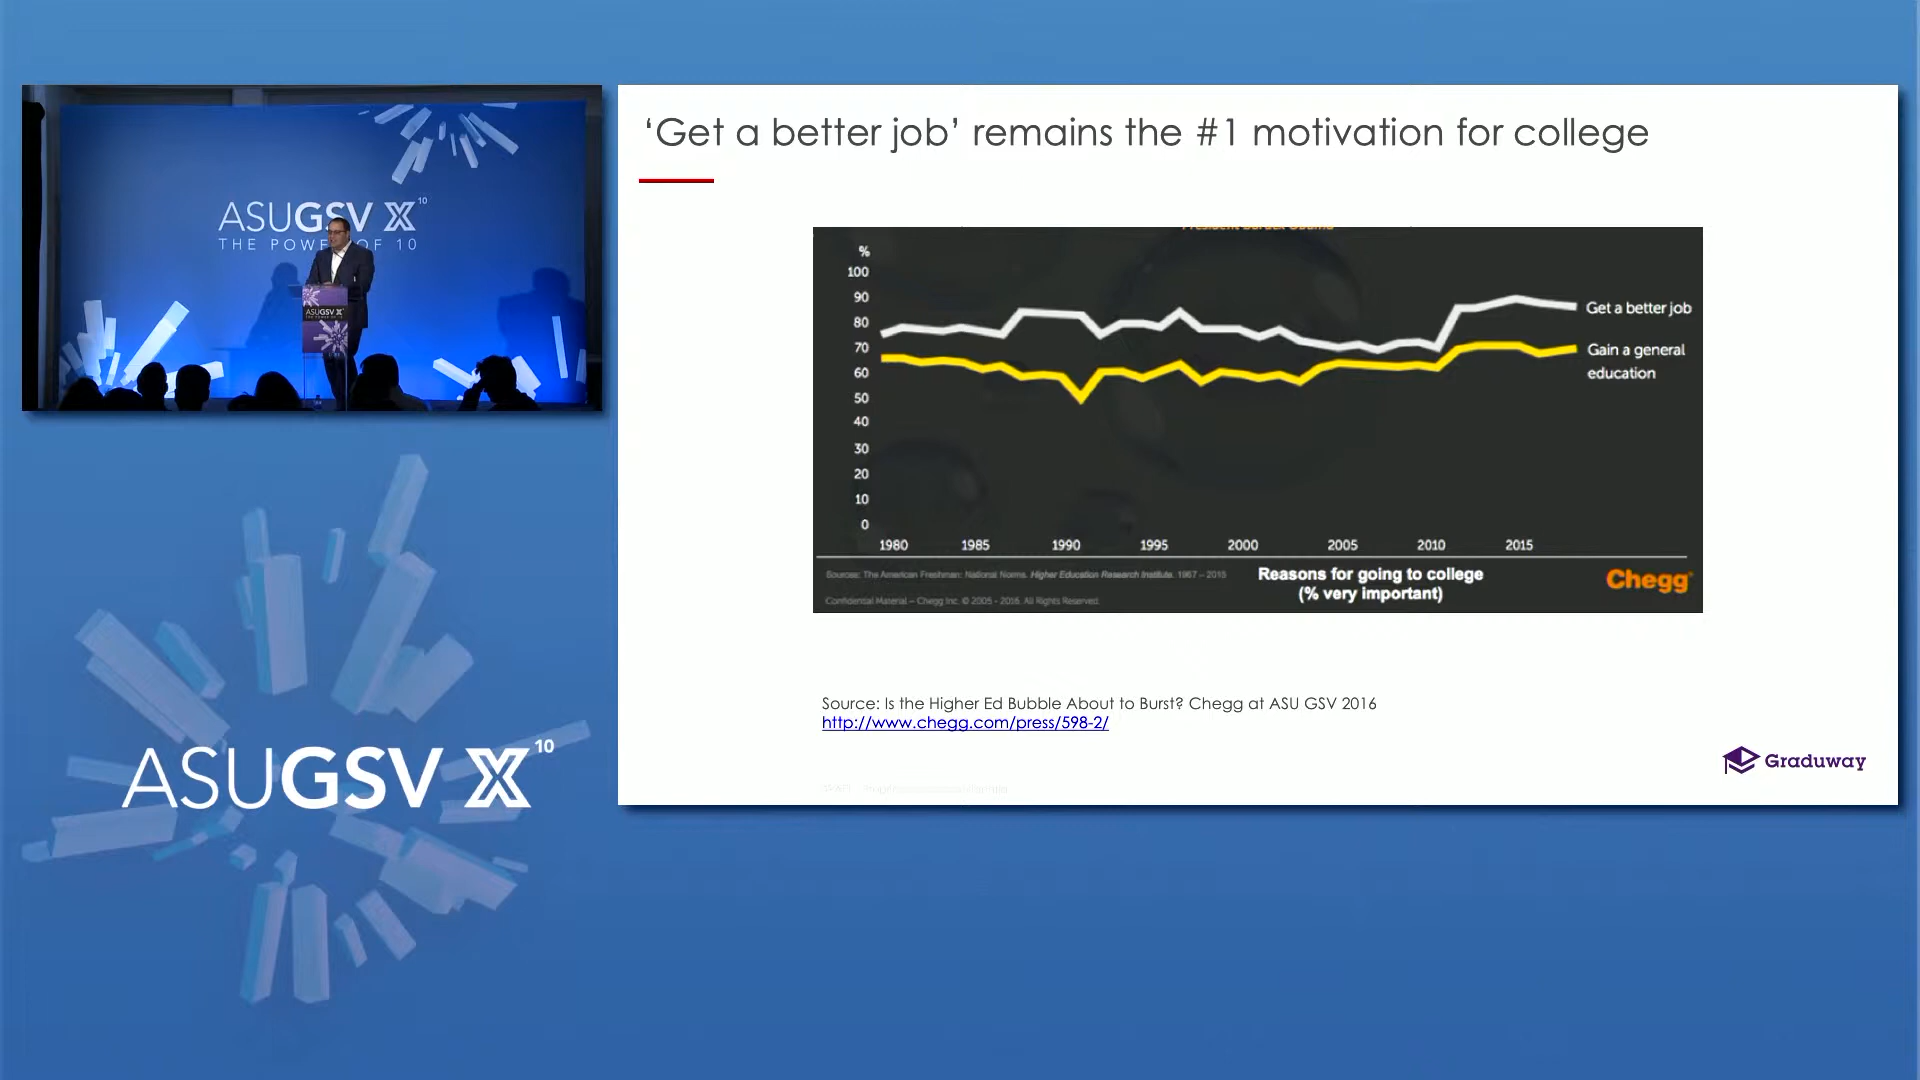 ASUGSV X 10
THE POWER OF 10
ASUGSV X
ASUGSV X 10
‘Get a better job’ remains the #1 motivation for college
President Barack Obama
%
100
90
80
70
60
50
40
30
20
10
0
Get a better job
Gain a general
education
1980 1985 1990 1995 2000 2005 2010 2015
Sources: The American Freshman: National Norms. Higher Education Research Institute. 1967 – 2015
Reasons for going to college
(% very important)
Chegg
Confidential Material – Chegg Inc. © 2005 - 2016. All Rights Reserved.
Source: Is the Higher Ed Bubble About to Burst? Chegg at ASU GSV 2016
http://www.chegg.com/press/598-2/
Graduway